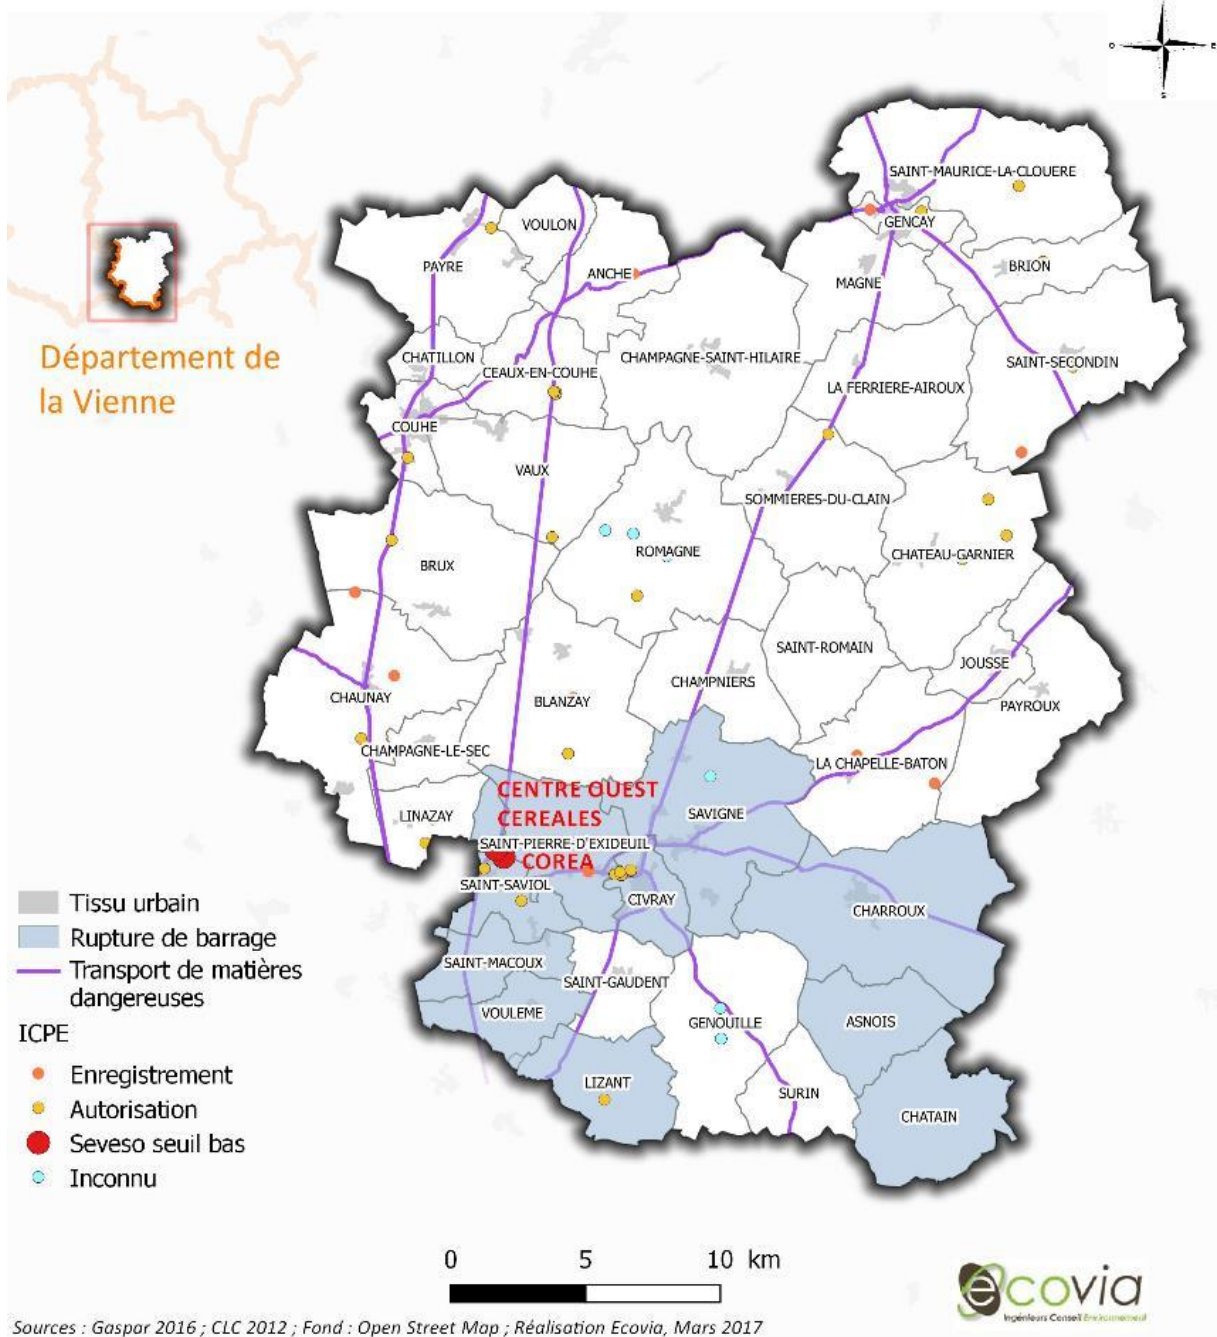 O
E
S
SAINT-MAURICE-LA-CLOUERE
GENCAY
VOULON
PAYRE
ANCHE
BRION
MAGNE
CHATILLON
CHAMPAGNE-SAINT-HILAIRE
SAINT-SECONDIN
CEAUX-EN-COUHE
LA FERRIERE-AIROUX
Département de
la Vienne
COUHE
VAUX
SOMMIERES-DU-CLAIN
ROMAGNE
CHATEAU-GARNIER
BRUX
SAINT-ROMAIN
JOUSSE
CHAUNAY
BLANZAY
CHAMPNIERS
PAYROUX
CHAMPAGNE-LE-SEC
LA CHAPELLE-BATON
CENTRE OUEST
CEREALES
LINAZAY
SAVIGNE
SAINT-PIERRE-D'EXIDEUIL
COREA
SAINT-SAVIOL
CIVRAY
CHARROUX
SAINT-MACOUX
SAINT-GAUDENT
VOULEME
GENOUILLE
ASNOIS
LIZANT
SURIN
CHATAIN
Tissu urbain
Rupture de barrage
Transport de matières
dangereuses
ICPE
Enregistrement
Autorisation
Seveso seuil bas
Inconnu
0 5 10 km
ecovia
Ingénieurs Conseil Environnement
Sources : Gaspar 2016 ; CLC 2012 ; Fond : Open Street Map ; Réalisation Ecovia, Mars 2017